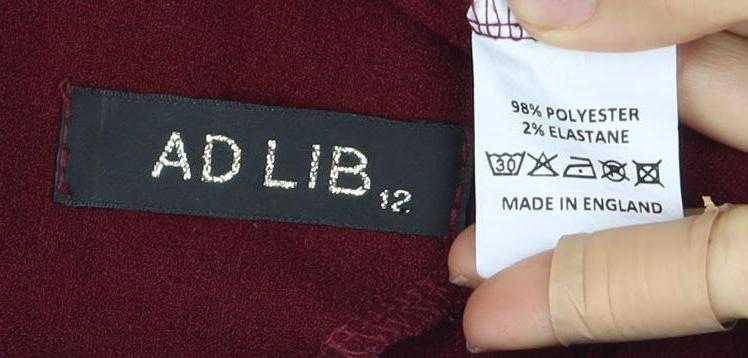 AD LIB
12
98% POLYESTER
2% ELASTANE
30
MADE IN ENGLAND